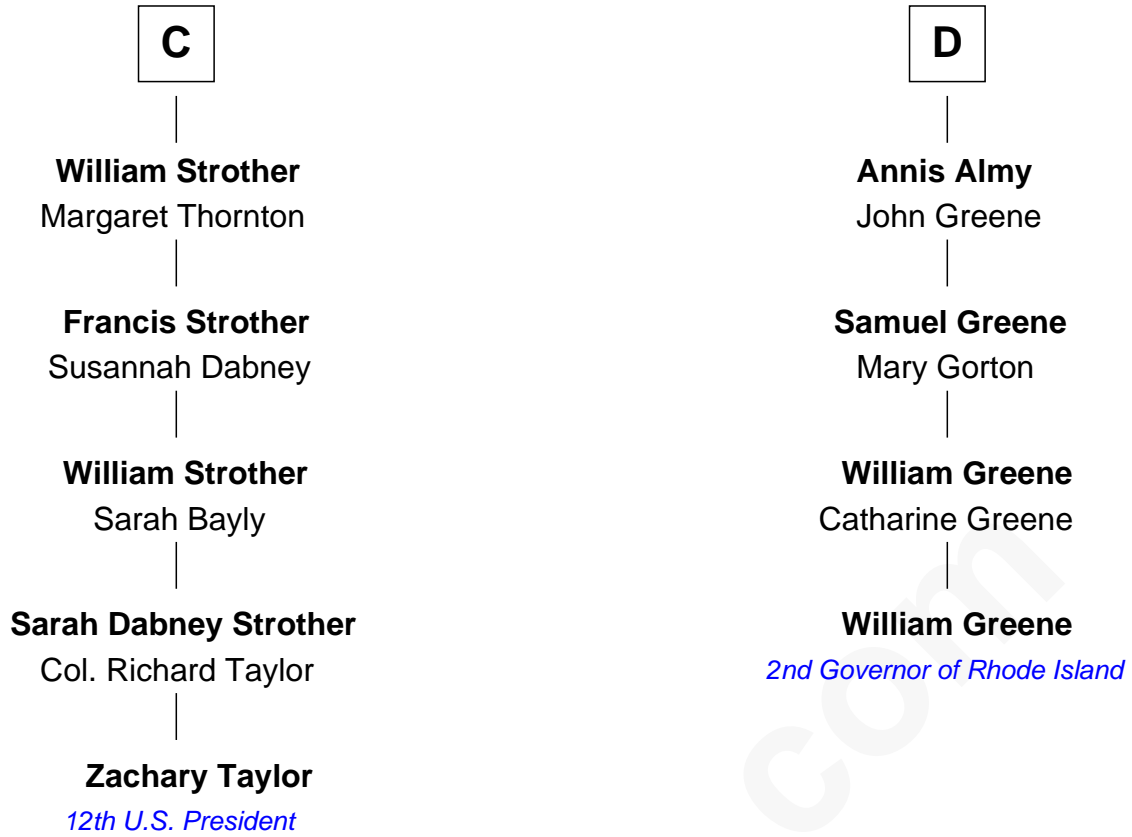 C
William Strother
Margaret Thornton
Francis Strother
Susannah Dabney
William Strother
Sarah Bayly
Sarah Dabney Strother
Col. Richard Taylor
Zachary Taylor
12th U.S. President
D
Annis Almy
John Greene
Samuel Greene
Mary Gorton
William Greene
Catharine Greene
William Greene
2nd Governor of Rhode Island
com